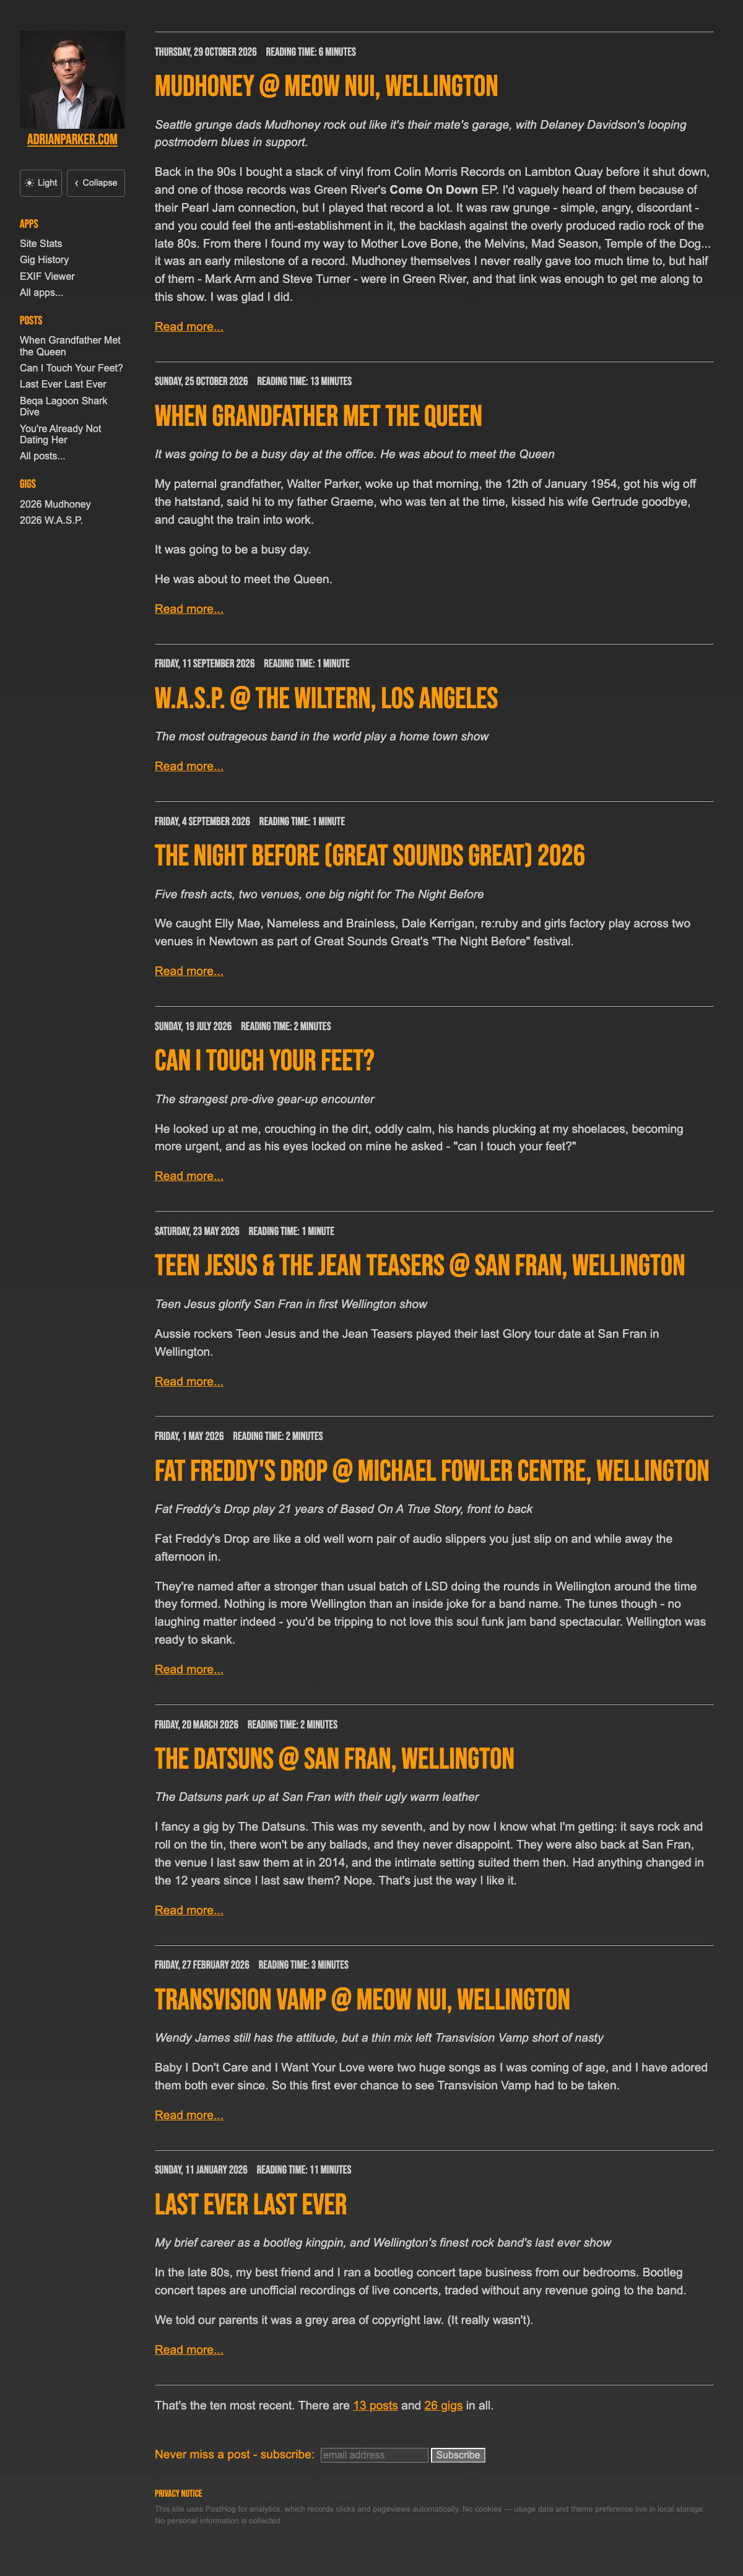 ADRIANPARKER.COM
Light
Collapse
APPS
Site Stats
Gig History
EXIF Viewer
All apps...
POSTS
When Grandfather Met
the Queen
Can I Touch Your Feet?
Last Ever Last Ever
Beqa Lagoon Shark
Dive
You're Already Not
Dating Her
All posts...
GIGS
2026 Mudhoney
2026 W.A.S.P.
THURSDAY, 29 OCTOBER 2026 READING TIME: 6 MINUTES
MUDHONEY @ MEOW NUI, WELLINGTON
Seattle grunge dads Mudhoney rock out like it's their mate's garage, with Delaney Davidson's looping
postmodern blues in support.
Back in the 90s I bought a stack of vinyl from Colin Morris Records on Lambton Quay before it shut down,
and one of those records was Green River's Come On Down EP. I'd vaguely heard of them because of
their Pearl Jam connection, but I played that record a lot. It was raw grunge - simple, angry, discordant -
and you could feel the anti-establishment in it, the backlash against the overly produced radio rock of the
late 80s. From there I found my way to Mother Love Bone, the Melvins, Mad Season, Temple of the Dog...
it was an early milestone of a record. Mudhoney themselves I never really gave too much time to, but half
of them - Mark Arm and Steve Turner - were in Green River, and that link was enough to get me along to
this show. I was glad I did.
Read more...
SUNDAY, 25 OCTOBER 2026 READING TIME: 13 MINUTES
WHEN GRANDFATHER MET THE QUEEN
It was going to be a busy day at the office. He was about to meet the Queen
My paternal grandfather, Walter Parker, woke up that morning, the 12th of January 1954, got his wig off
the hatstand, said hi to my father Graeme, who was ten at the time, kissed his wife Gertrude goodbye,
and caught the train into work.
It was going to be a busy day.
He was about to meet the Queen.
Read more...
FRIDAY, 11 SEPTEMBER 2026 READING TIME: 1 MINUTE
W.A.S.P. @ THE WILTERN, LOS ANGELES
The most outrageous band in the world play a home town show
Read more...
FRIDAY, 4 SEPTEMBER 2026 READING TIME: 1 MINUTE
THE NIGHT BEFORE (GREAT SOUNDS GREAT) 2026
Five fresh acts, two venues, one big night for The Night Before
We caught Elly Mae, Nameless and Brainless, Dale Kerrigan, re:ruby and girls factory play across two
venues in Newtown as part of Great Sounds Great's "The Night Before" festival.
Read more...
SUNDAY, 19 JULY 2026 READING TIME: 2 MINUTES
CAN I TOUCH YOUR FEET?
The strangest pre-dive gear-up encounter
He looked up at me, crouching in the dirt, oddly calm, his hands plucking at my shoelaces, becoming
more urgent, and as his eyes locked on mine he asked - "can I touch your feet?"
Read more...
SATURDAY, 23 MAY 2026 READING TIME: 1 MINUTE
TEEN JESUS & THE JEAN TEASERS @ SAN FRAN, WELLINGTON
Teen Jesus glorify San Fran in first Wellington show
Aussie rockers Teen Jesus and the Jean Teasers played their last Glory tour date at San Fran in
Wellington.
Read more...
FRIDAY, 1 MAY 2026 READING TIME: 2 MINUTES
FAT FREDDY'S DROP @ MICHAEL FOWLER CENTRE, WELLINGTON
Fat Freddy's Drop play 21 years of Based On A True Story, front to back
Fat Freddy's Drop are like a old well worn pair of audio slippers you just slip on and while away the
afternoon in.
They're named after a stronger than usual batch of LSD doing the rounds in Wellington around the time
they formed. Nothing is more Wellington than an inside joke for a band name. The tunes though - no
laughing matter indeed - you'd be tripping to not love this soul funk jam band spectacular. Wellington was
ready to skank.
Read more...
FRIDAY, 20 MARCH 2026 READING TIME: 2 MINUTES
THE DATSUNS @ SAN FRAN, WELLINGTON
The Datsuns park up at San Fran with their ugly warm leather
I fancy a gig by The Datsuns. This was my seventh, and by now I know what I'm getting: it says rock and
roll on the tin, there won't be any ballads, and they never disappoint. They were also back at San Fran,
the venue I last saw them at in 2014, and the intimate setting suited them then. Had anything changed in
the 12 years since I last saw them? Nope. That's just the way I like it.
Read more...
FRIDAY, 27 FEBRUARY 2026 READING TIME: 3 MINUTES
TRANSVISION VAMP @ MEOW NUI, WELLINGTON
Wendy James still has the attitude, but a thin mix left Transvision Vamp short of nasty
Baby I Don't Care and I Want Your Love were two huge songs as I was coming of age, and I have adored
them both ever since. So this first ever chance to see Transvision Vamp had to be taken.
Read more...
SUNDAY, 11 JANUARY 2026 READING TIME: 11 MINUTES
LAST EVER LAST EVER
My brief career as a bootleg kingpin, and Wellington's finest rock band's last ever show
In the late 80s, my best friend and I ran a bootleg concert tape business from our bedrooms. Bootleg
concert tapes are unofficial recordings of live concerts, traded without any revenue going to the band.
We told our parents it was a grey area of copyright law. (It really wasn't).
Read more...
That's the ten most recent. There are 13 posts and 26 gigs in all.
Never miss a post - subscribe: email address Subscribe
PRIVACY NOTICE
This site uses PostHog for analytics, which records clicks and pageviews automatically. No cookies — usage data and theme preference live in local storage.
No personal information is collected.